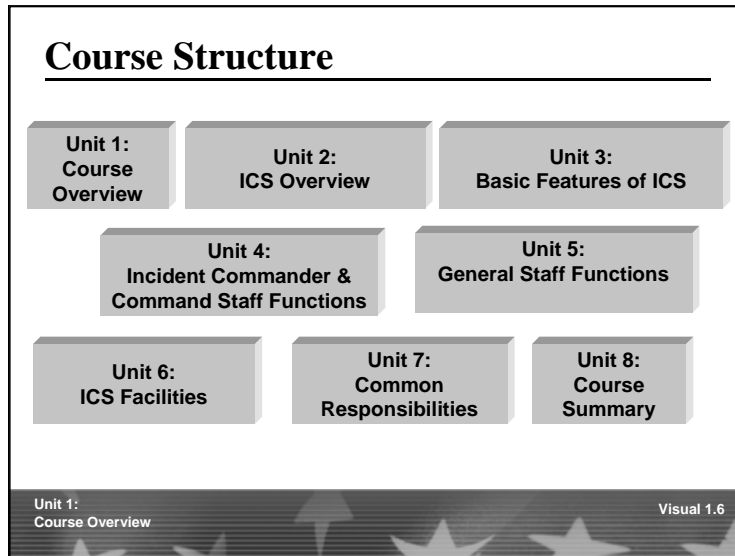 Course Structure
Unit 1:
Course
Overview
Unit 2:
ICS Overview
Unit 3:
Basic Features of ICS
Unit 4:
Incident Commander &
Command Staff Functions
Unit 5:
General Staff Functions
Unit 6:
ICS Facilities
Unit 7:
Common
Responsibilities
Unit 8:
Course
Summary
Unit 1:
Course Overview
Visual 1.6